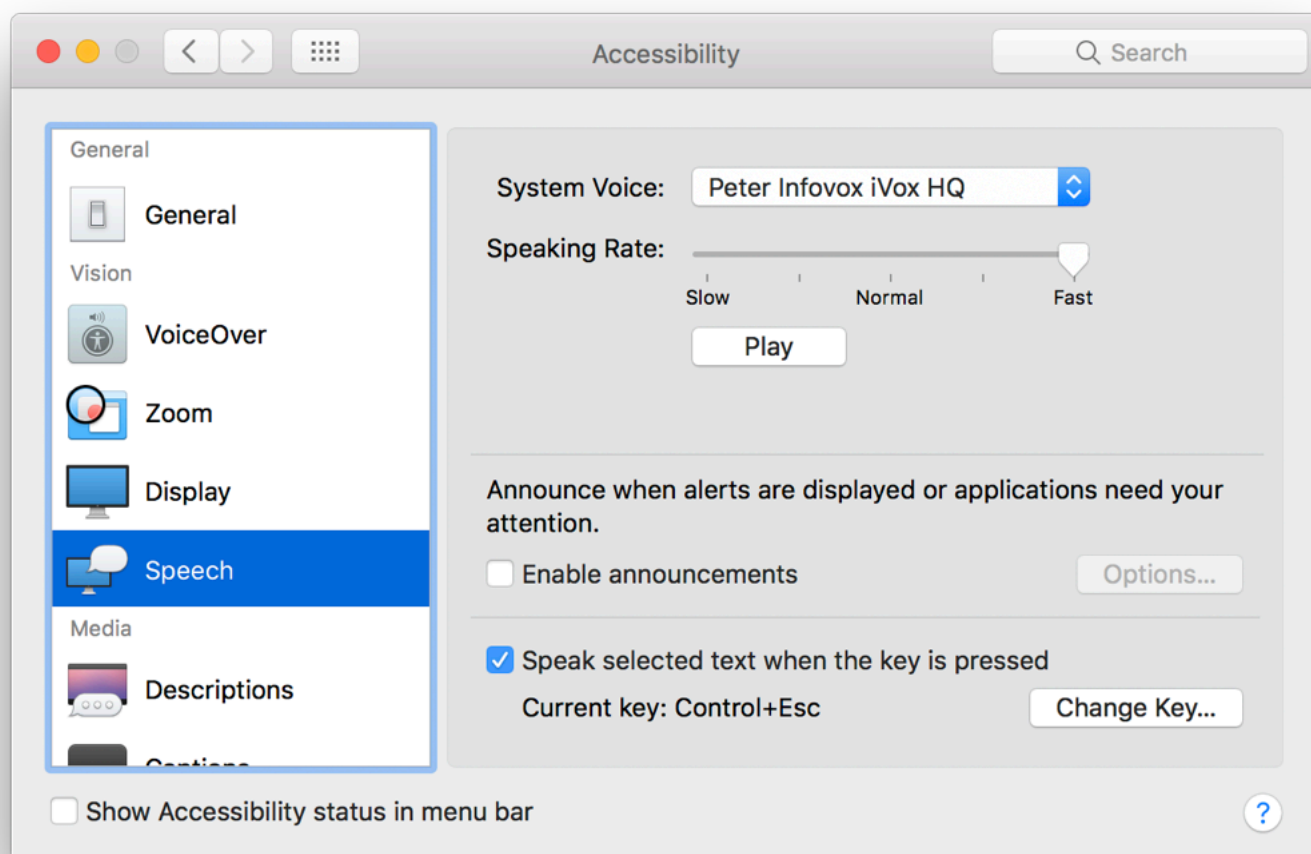 Accessibility
Search
General
General
Vision
VoiceOver
Zoom
Display
Speech
Media
Descriptions
Captions
System Voice: Peter Infovox iVox HQ
Speaking Rate:
Slow Normal Fast
Play
Announce when alerts are displayed or applications need your
attention.
Enable announcements Options...
Speak selected text when the key is pressed
Current key: Control+Esc Change Key...
Show Accessibility status in menu bar
?